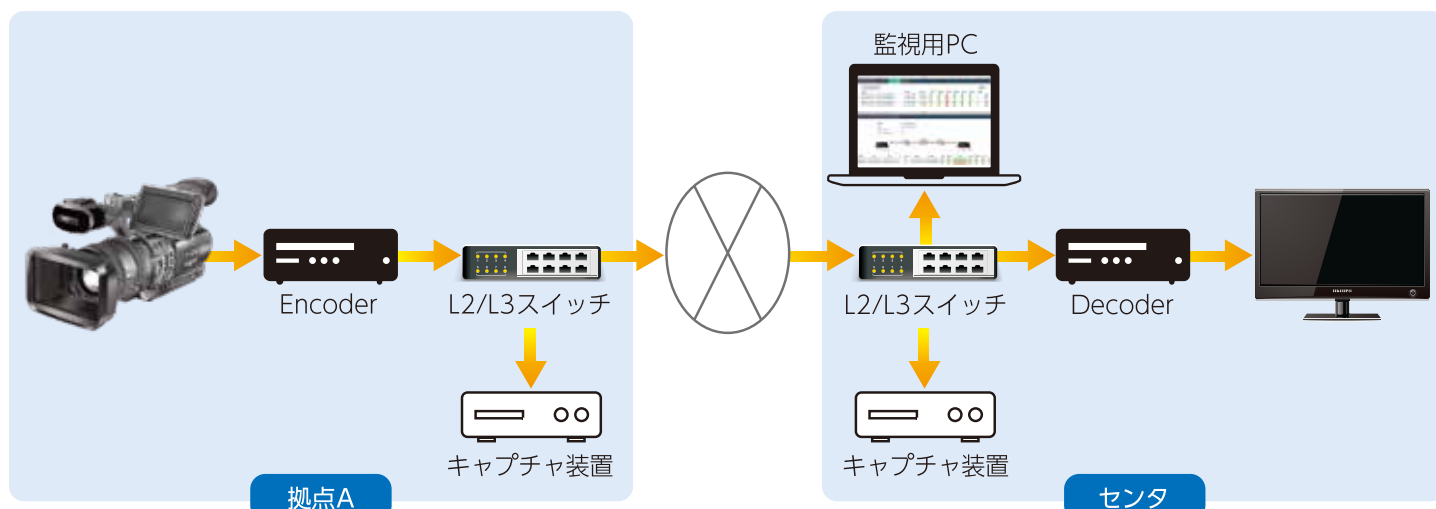 監視用PC
Encoder
L2/L3スイッチ
L2/L3スイッチ
Decoder
キャプチャ装置
キャプチャ装置
拠点A
センタ